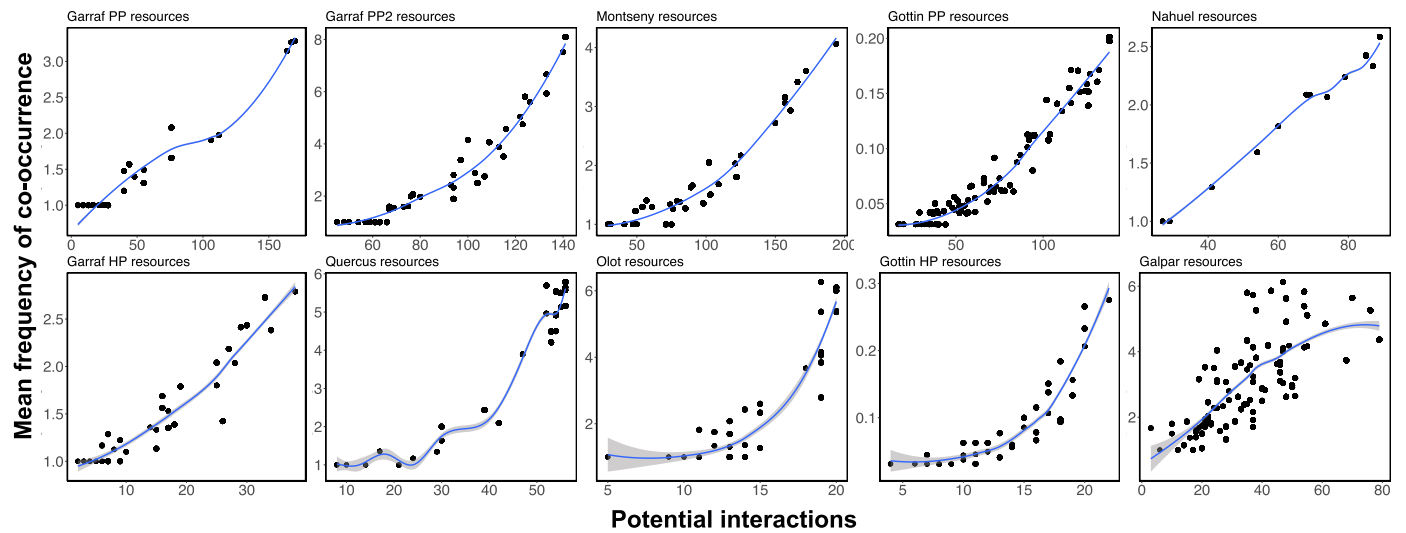 Mean frequency of co-occurrence
Garraf PP resources
3.0
2.5
2.0
1.5
1.0
0 50 100 150
Garraf PP2 resources
8
6
4
2
60 80 100 120 140
Montseny resources
4
3
2
1
50 100 150 200
Gottin PP resources
0.20
0.15
0.10
0.05
50 100
Nahuel resources
2.5
2.0
1.5
1.0
40 60 80
Garraf HP resources
2.5
2.0
1.5
1.0
10 20 30
Quercus resources
6
5
4
3
2
1
10 20 30 40 50
Olot resources
6
4
2
5 10 15 20
Gottin HP resources
0.3
0.2
0.1
5 10 15 20
Galpar resources
6
4
2
0 20 40 60 80
Potential interactions